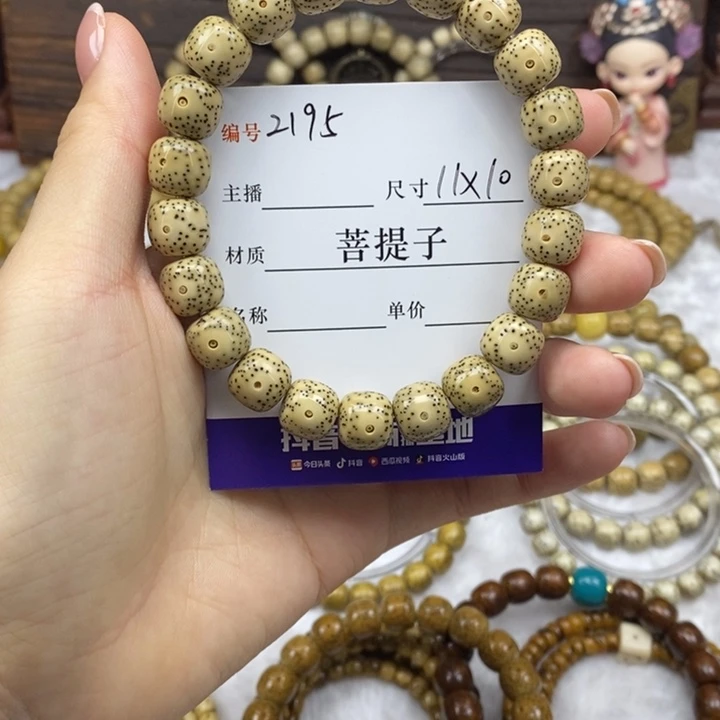 编号 2195
主播 尺寸 11X10
材质 菩提子
名称 单价
抖音
今日头条 抖音 西瓜视频 抖音火山版